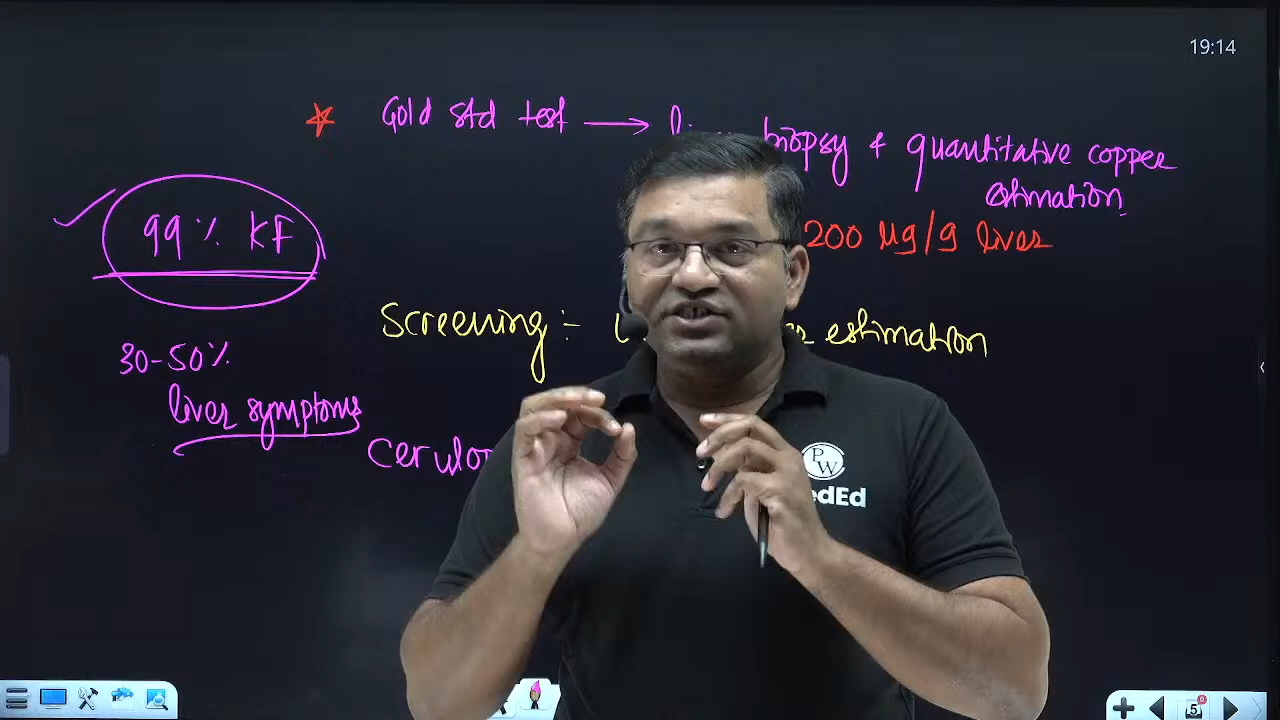 19:14
Gold std test → biopsy & quantitative copper
estimation
200 µg/g liver
99% KF
Screening :- estimation
30-50%
liver symptoms
PW
edEd
5